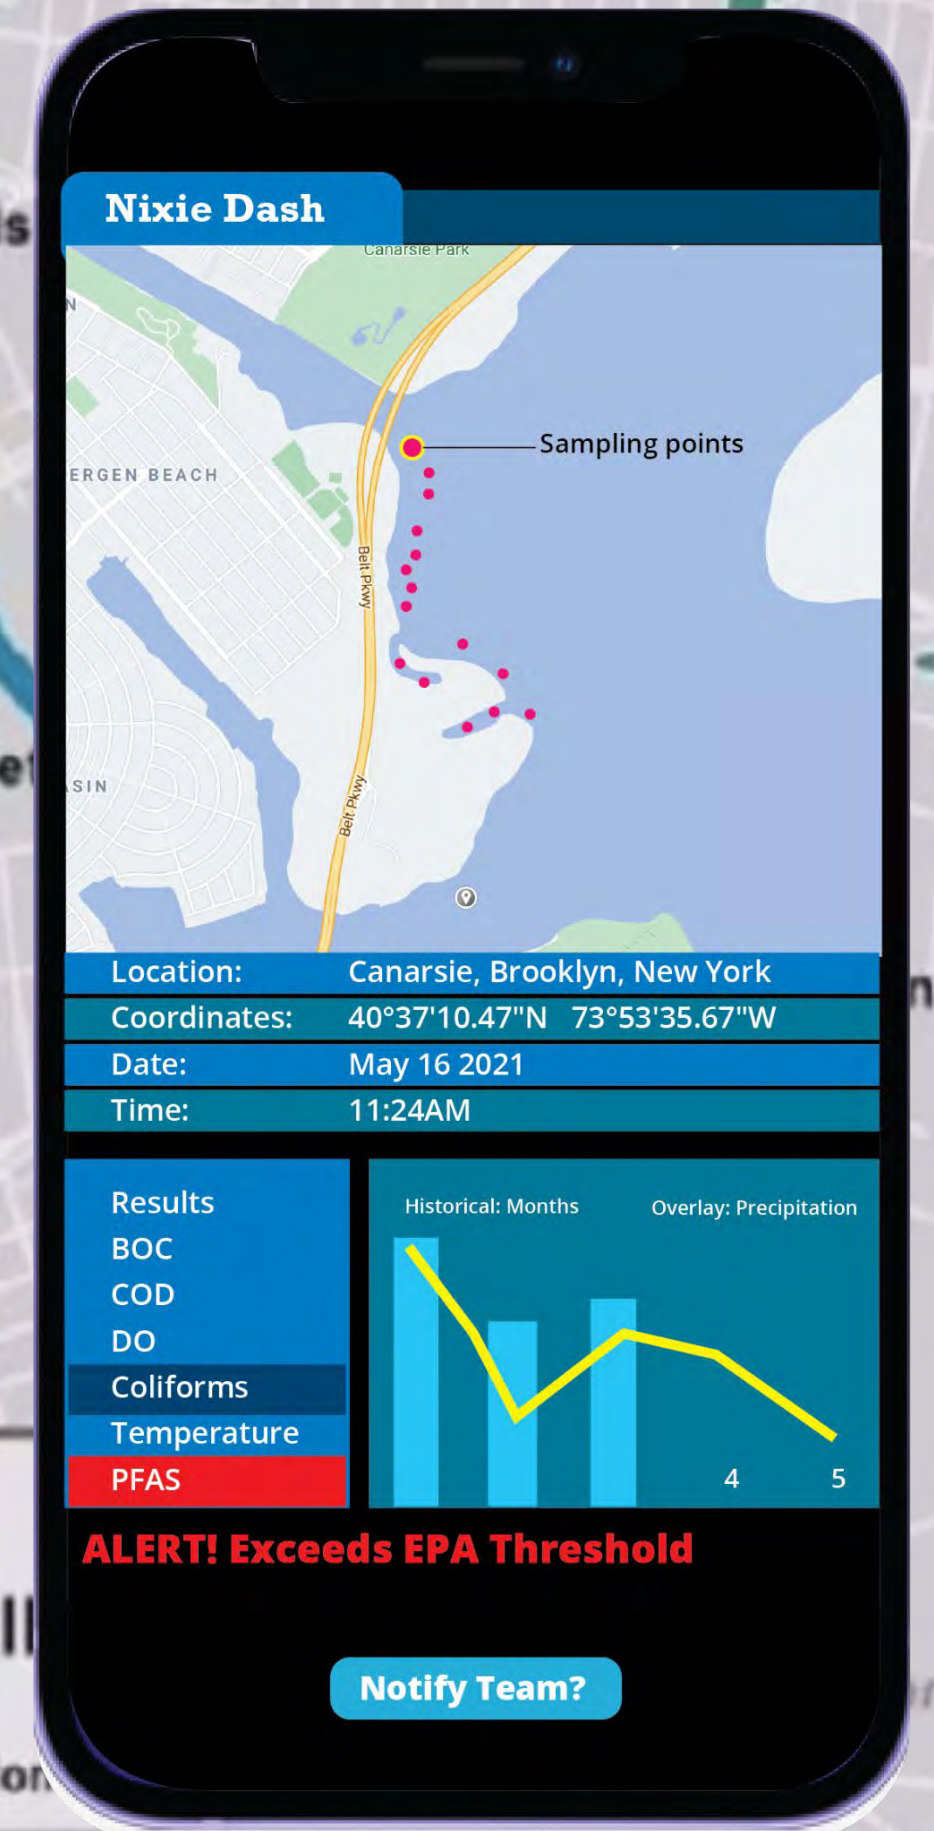 Nixie Dash
Canarsie Park
N
Sampling points
ERGEN BEACH
Belt Pkwy
ASIN
Belt Pkwy
Location: Canarsie, Brooklyn, New York
Coordinates: 40°37'10.47"N 73°53'35.67"W
Date: May 16 2021
Time: 11:24AM
Results
BOC
COD
DO
Coliforms
Temperature
PFAS
Historical: Months Overlay: Precipitation
4 5
ALERT! Exceeds EPA Threshold
Notify Team?